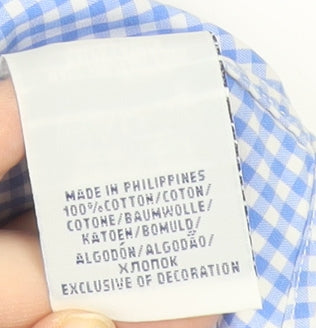 MADE IN PHILIPPINES
100% COTTON/COTON/
COTONE/BAUMWOLLE/
KATOEN/BOMULD/
ALGODÓN/ALGODÃO/
ХЛОПОК
EXCLUSIVE OF DECORATION